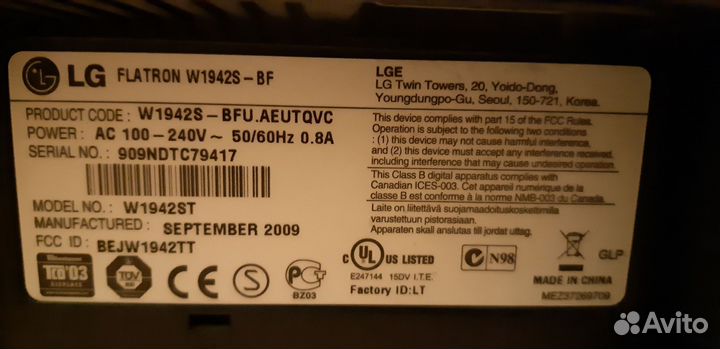 LG FLATRON W1942S-BF
PRODUCT CODE : W1942S-BFU.AEUTQVC
POWER : AC 100-240V ~ 50/60Hz 0.8A
SERIAL NO. : 909NDTC79417
MODEL NO. : W1942ST
MANUFACTURED : SEPTEMBER 2009
FCC ID : BEJW1942TT
TCO'03
DISPLAYS
TÜV
CE
S
PG
BZ03
LGE
LG Twin Towers, 20, Yoido-Dong,
Youngdungpo-Gu, Seoul, 150-721, Korea.
This device complies with part 15 of the FCC Rules.
Operation is subject to the following two conditions
: (1) this device may not cause harmful interference,
and (2) this device must accept any interference received,
including interference that may cause undesired operation.
This Class B digital apparatus complies with
Canadian ICES-003. Cet appareil numérique de la
classe B est conforme à la norme NMB-003 du Canada.
Laite on liitettävä suojamaadoituskoskettimilla
varustettuun pistorasiaan.
Apparaten skall anslutas till jordat uttag.
C UL US LISTED
E247144 15DV I.T.E.
Factory ID:LT
C N98
GLP
MADE IN CHINA
MEZ37269709
Avito